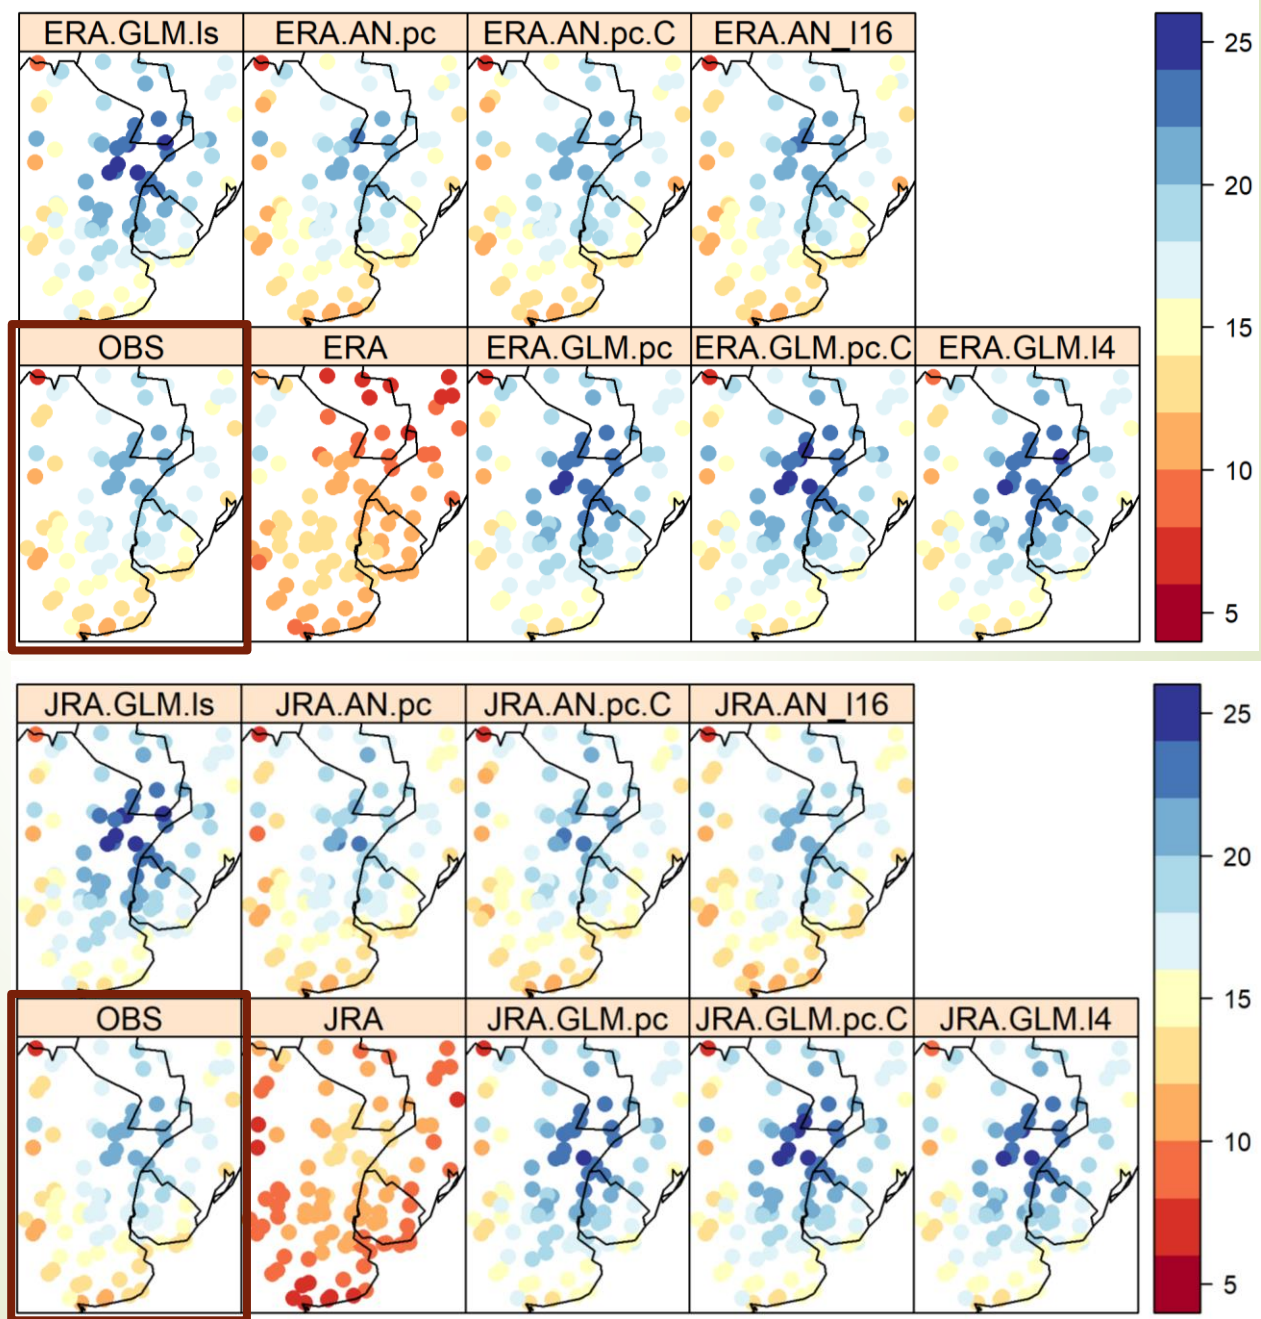 ERA.GLM.ls ERA.AN.pc ERA.AN.pc.C ERA.AN_I16
25
20
15
10
5
OBS ERA ERA.GLM.pc ERA.GLM.pc.C ERA.GLM.I4
JRA.GLM.ls JRA.AN.pc JRA.AN.pc.C JRA.AN_I16
25
20
15
10
5
OBS JRA JRA.GLM.pc JRA.GLM.pc.C JRA.GLM.I4